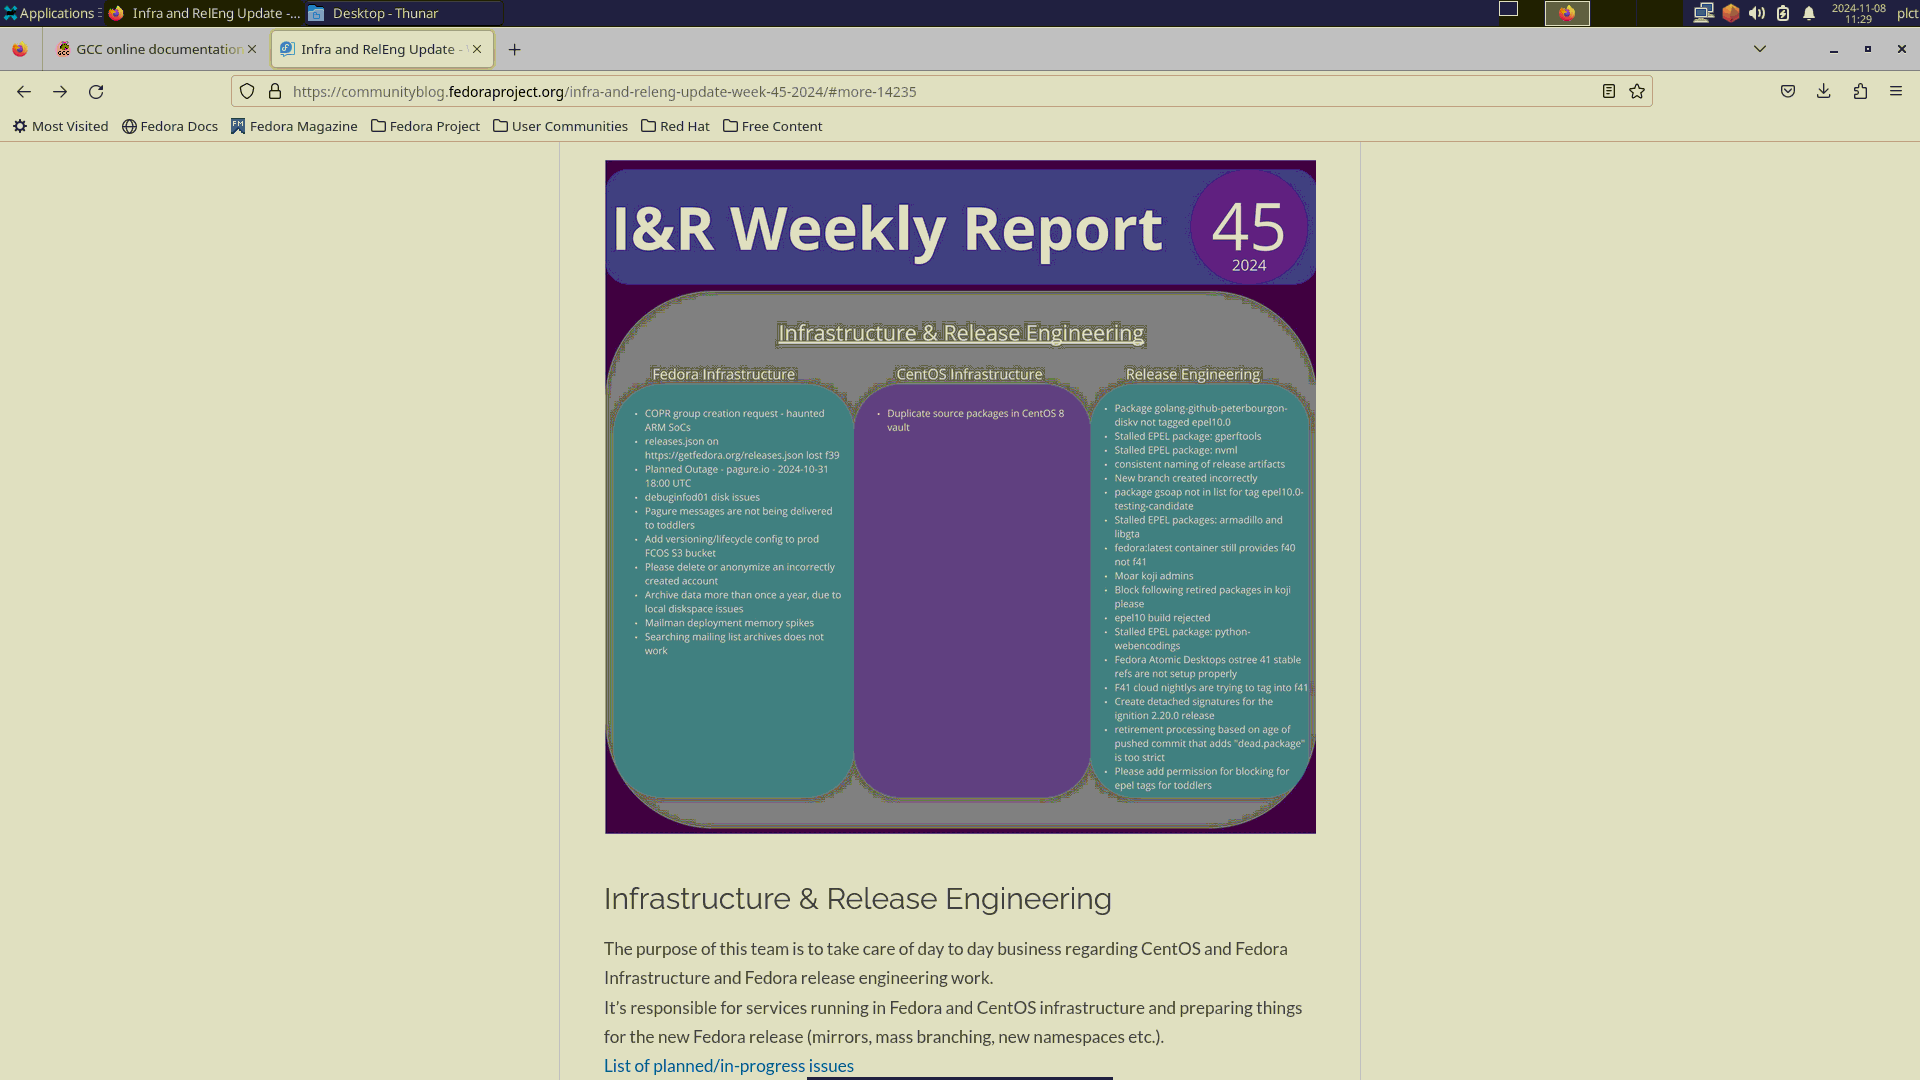 Applications
Infra and RelEng Update -...
Desktop - Thunar
2024-11-08
11:29
plct
GCC online documentation
Infra and RelEng Update -
https://communityblog.fedoraproject.org/infra-and-releng-update-week-45-2024/#more-14235
Most Visited
Fedora Docs
Fedora Magazine
Fedora Project
User Communities
Red Hat
Free Content
I&R Weekly Report
45
2024
Infrastructure & Release Engineering
Fedora Infrastructure
• COPR group creation request - haunted
ARM SoCs
• releases.json on
https://getfedora.org/releases.json lost f39
• Planned Outage - pagure.io - 2024-10-31
18:00 UTC
• debuginfod01 disk issues
• Pagure messages are not being delivered
to toddlers
• Add versioning/lifecycle config to prod
FCOS S3 bucket
• Please delete or anonymize an incorrectly
created account
• Archive data more than once a year, due to
local diskspace issues
• Mailman deployment memory spikes
• Searching mailing list archives does not
work
CentOS Infrastructure
• Duplicate source packages in CentOS 8
vault
Release Engineering
• Package golang-github-peterbourgon-
diskv not tagged epel10.0
• Stalled EPEL package: gperftools
• Stalled EPEL package: nvml
• consistent naming of release artifacts
• New branch created incorrectly
• package gsoap not in list for tag epel10.0-
testing-candidate
• Stalled EPEL packages: armadillo and
libgta
• fedora:latest container still provides f40
not f41
• Moar koji admins
• Block following retired packages in koji
please
• epel10 build rejected
• Stalled EPEL package: python-
webencodings
• Fedora Atomic Desktops ostree 41 stable
refs are not setup properly
• F41 cloud nightlys are trying to tag into f41
• Create detached signatures for the
ignition 2.20.0 release
• retirement processing based on age of
pushed commit that adds "dead.package"
is too strict
• Please add permission for blocking for
epel tags for toddlers
Infrastructure & Release Engineering
The purpose of this team is to take care of day to day business regarding CentOS and Fedora
Infrastructure and Fedora release engineering work.
It's responsible for services running in Fedora and CentOS infrastructure and preparing things
for the new Fedora release (mirrors, mass branching, new namespaces etc.).
List of planned/in-progress issues